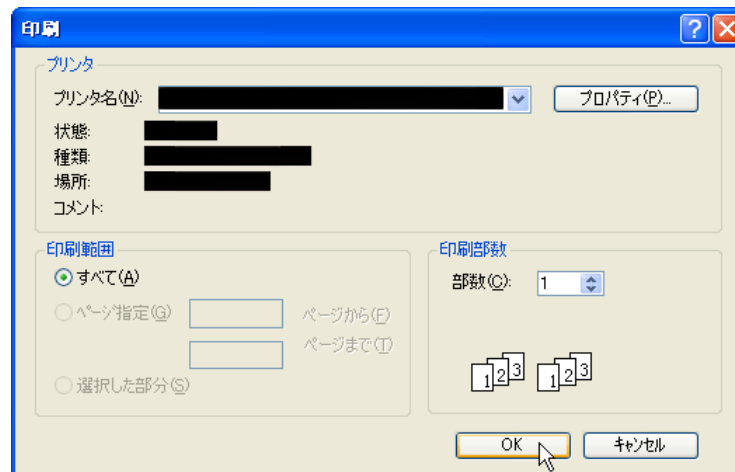 印刷
プリンタ
プリンタ名(N):
プロパティ(P)...
状態:
種類:
場所:
コメント:
印刷範囲
すべて(A)
ページ指定(G)
ページから(F)
ページまで(T)
選択した部分(S)
印刷部数
部数(C): 1
1 2 3 1 2 3
OK キャンセル